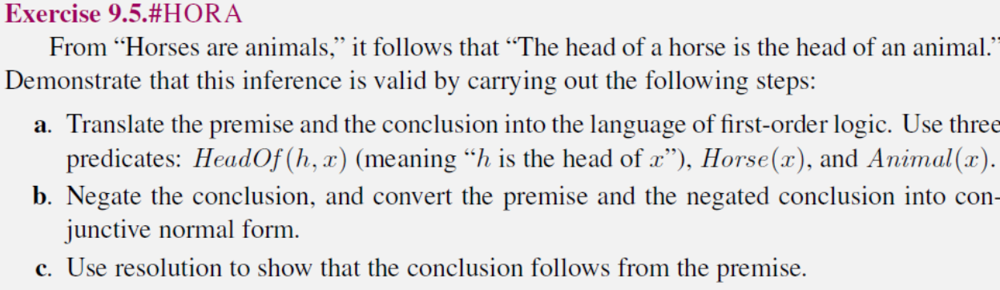 Exercise 9.5.#HORA
From “Horses are animals,” it follows that “The head of a horse is the head of an animal.”
Demonstrate that this inference is valid by carrying out the following steps:
a. Translate the premise and the conclusion into the language of first-order logic. Use three
predicates: HeadOf(h, x) (meaning “h is the head of x”), Horse(x), and Animal(x).
b. Negate the conclusion, and convert the premise and the negated conclusion into con-
junctive normal form.
c. Use resolution to show that the conclusion follows from the premise.